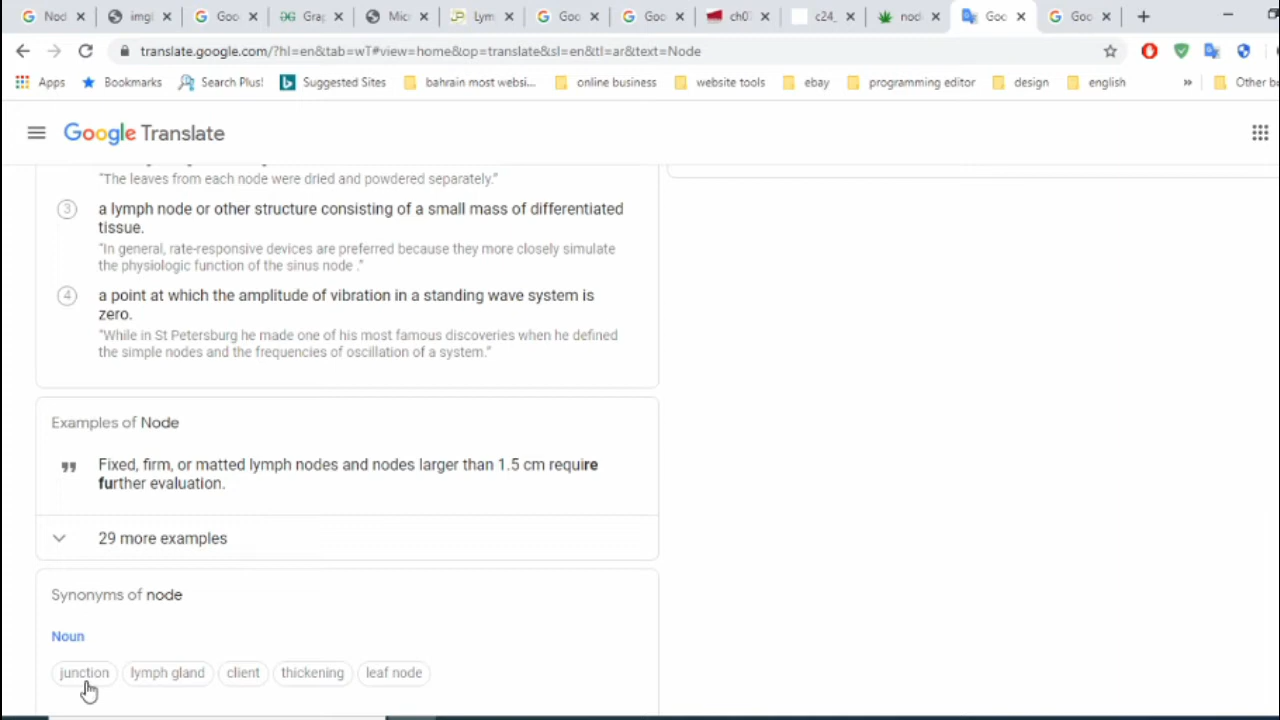 Nod
imgl
Goo
Grap
Mic
Lym
Goo
Goo
ch07
c24_
nod
Goo
Goo
translate.google.com/?hl=en&tab=wT#view=home&op=translate&sl=en&tl=ar&text=Node
Apps
Bookmarks
Search Plus!
Suggested Sites
bahrain most websi...
online business
website tools
ebay
programming editor
design
english
»
Other bo
Google Translate
"The leaves from each node were dried and powdered separately."
3
a lymph node or other structure consisting of a small mass of differentiated
tissue.
"In general, rate-responsive devices are preferred because they more closely simulate
the physiologic function of the sinus node ."
4
a point at which the amplitude of vibration in a standing wave system is
zero.
"While in St Petersburg he made one of his most famous discoveries when he defined
the simple nodes and the frequencies of oscillation of a system."
Examples of Node
Fixed, firm, or matted lymph nodes and nodes larger than 1.5 cm require
further evaluation.
29 more examples
Synonyms of node
Noun
junction
lymph gland
client
thickening
leaf node